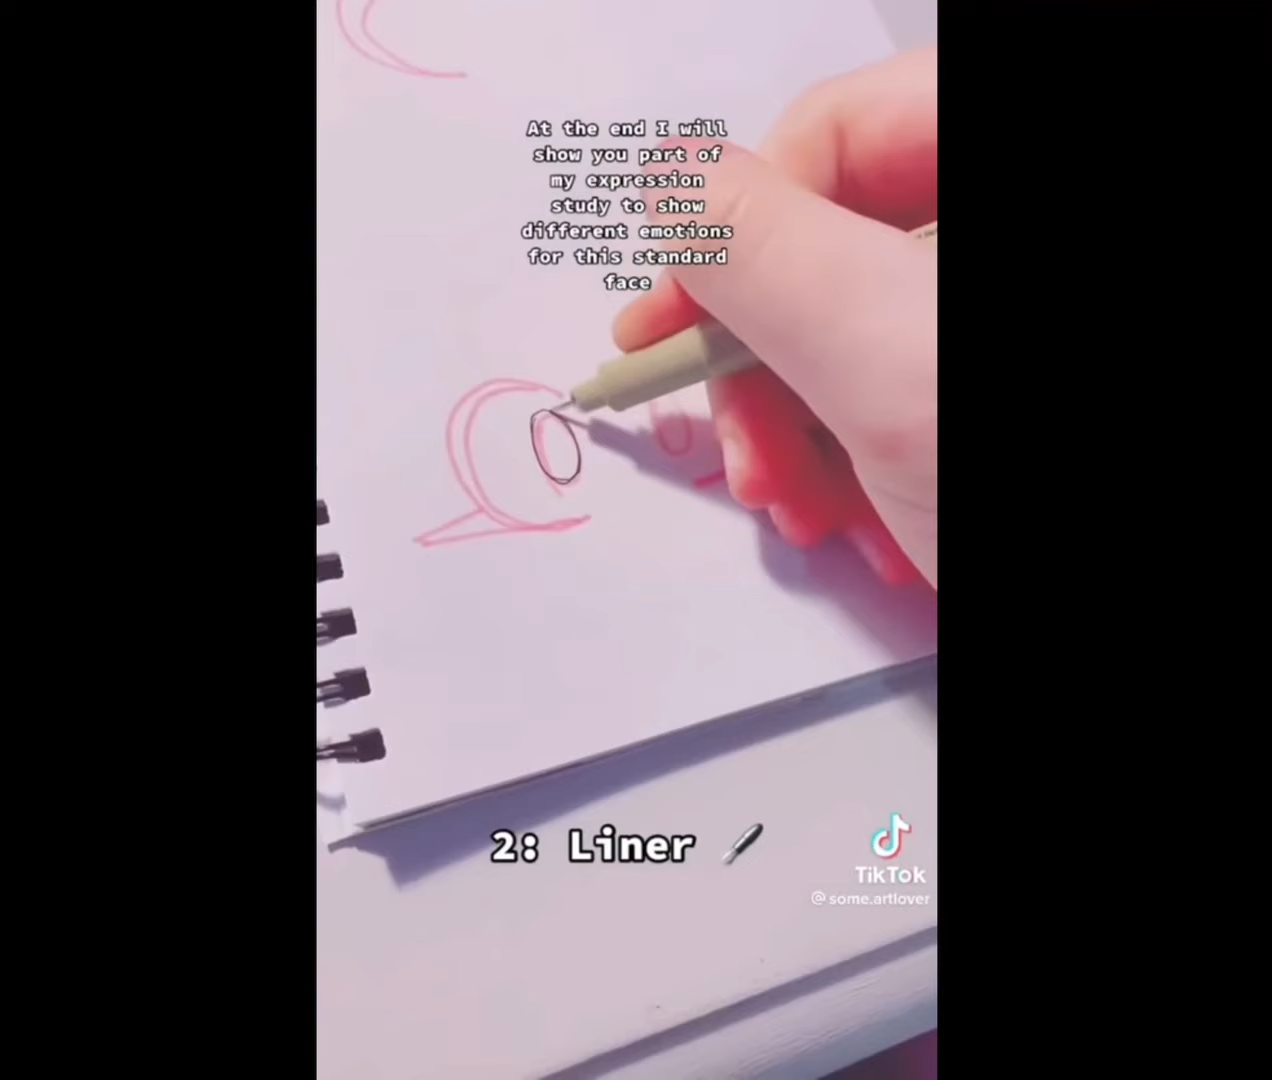 At the end I will
show you part of
my expression
study to show
different emotions
for this standard
face
2: Liner
TikTok
@some.artlover